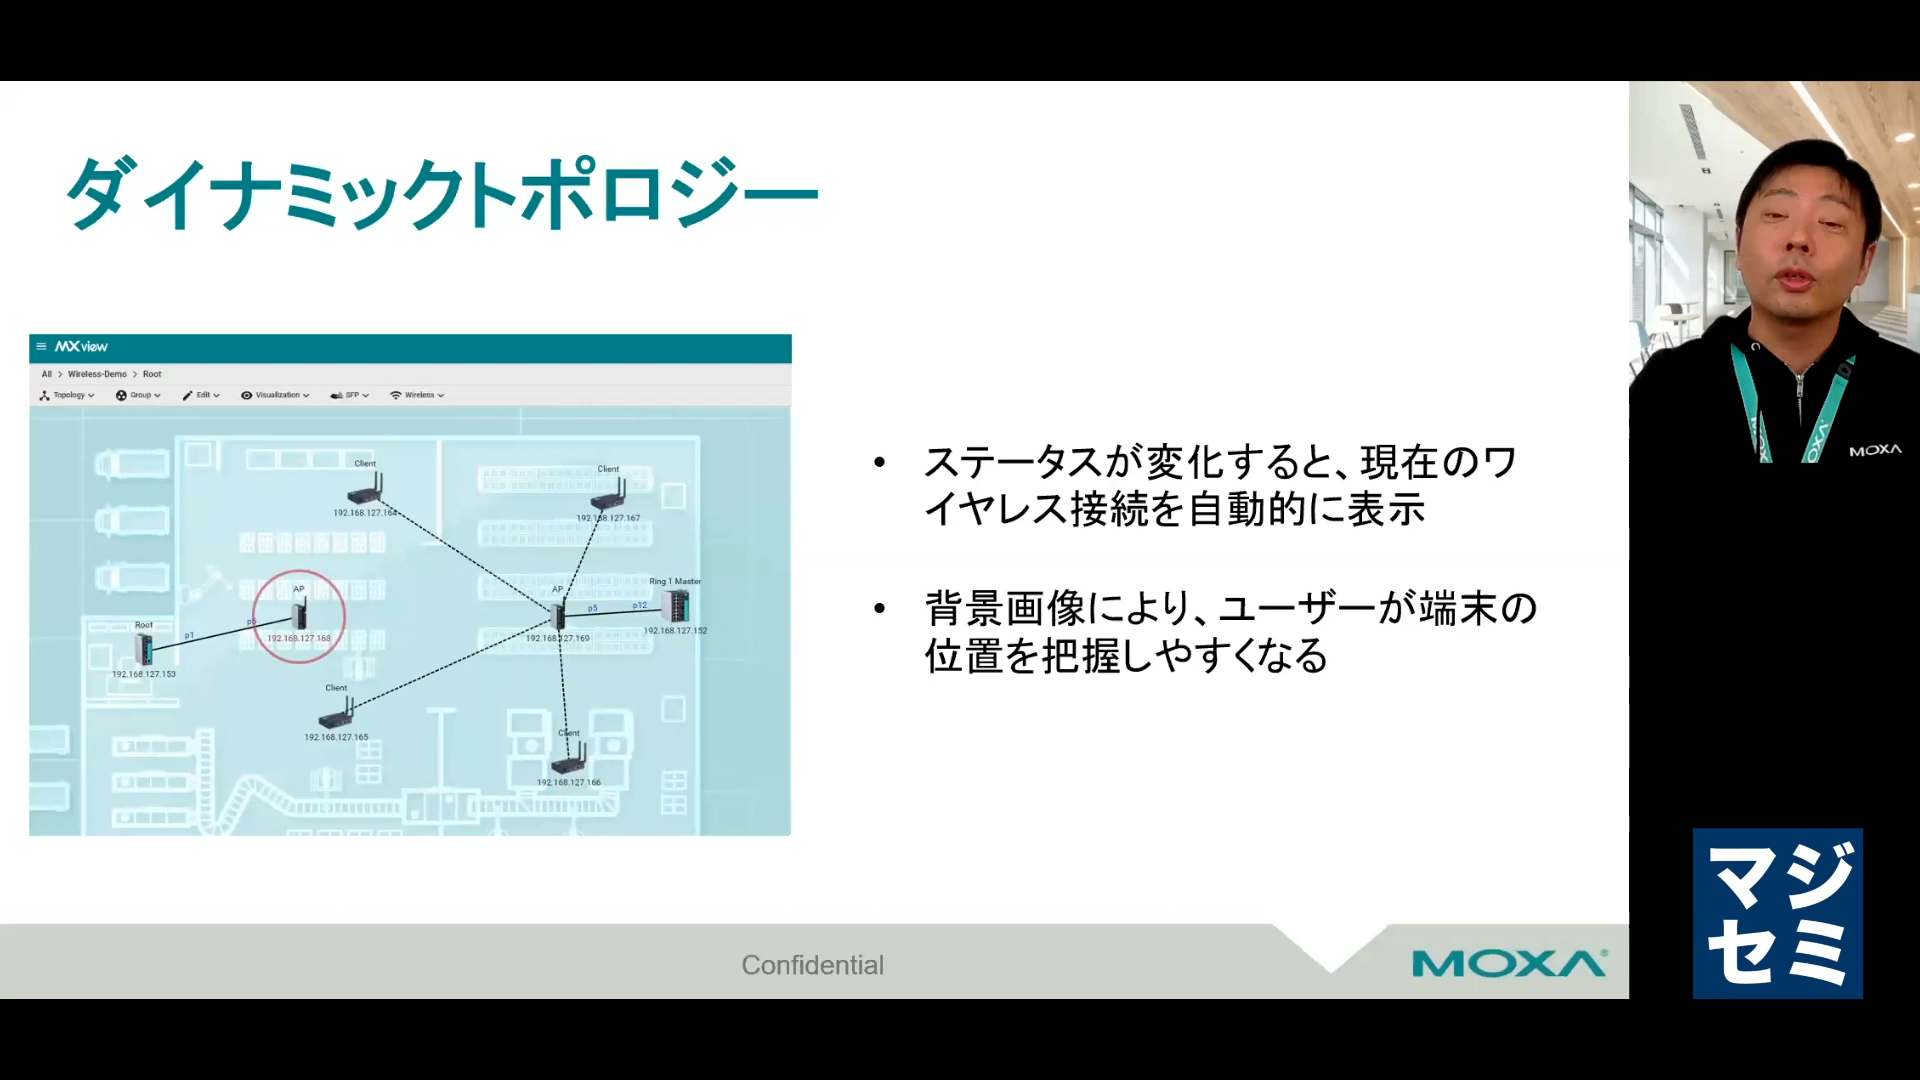 ダイナミックトポロジー
MXview
All > Wireless-Demo > Root
Topology Group Edit Visualization SFP Wireless
Client
192.168.127.164
Client
192.168.127.167
AP
192.168.127.168
AP
192.168.127.169
Ring 1 Master
192.168.127.152
p5 p12
Root
192.168.127.153
p1 p5
Client
192.168.127.165
Client
192.168.127.166
• ステータスが変化すると、現在のワ
イヤレス接続を自動的に表示
• 背景画像により、ユーザーが端末の
位置を把握しやすくなる
Confidential
MOXA®
MOXA
マジ
セミ